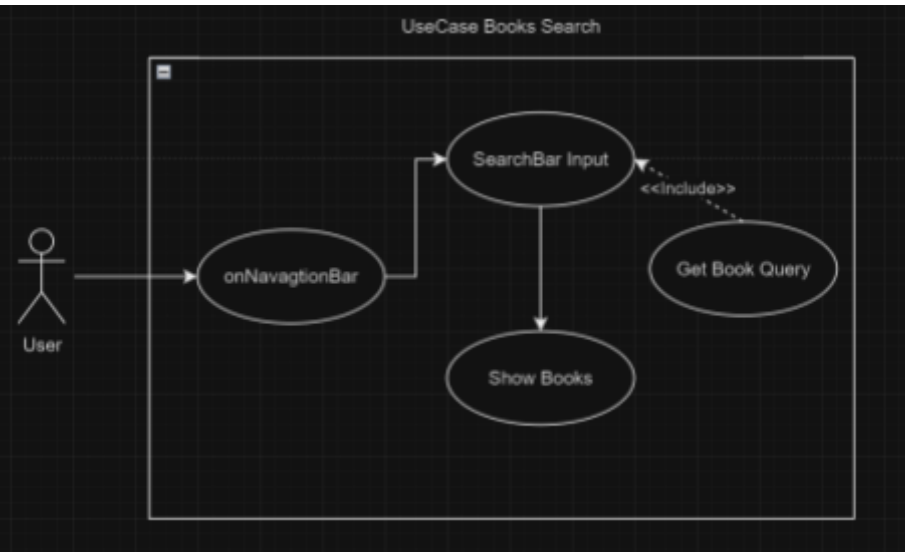 UseCase Books Search
SearchBar Input
<<Include>>
onNavagtionBar
Get Book Query
User
Show Books